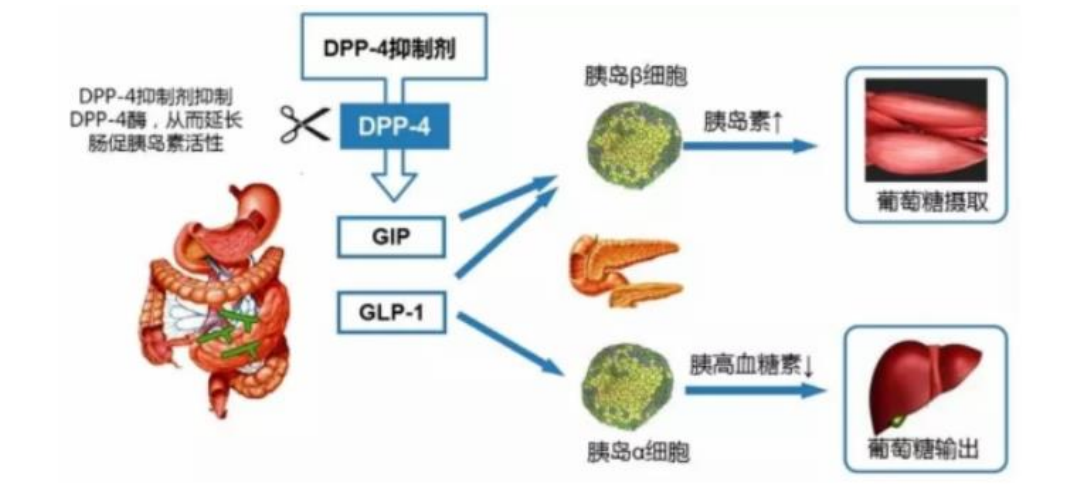 DPP-4抑制剂
DPP-4抑制剂抑制
DPP-4酶，从而延长
肠促胰岛素活性
DPP-4
GIP
GLP-1
胰岛β细胞
胰岛素↑
葡萄糖摄取
胰高血糖素↓
胰岛α细胞
葡萄糖输出